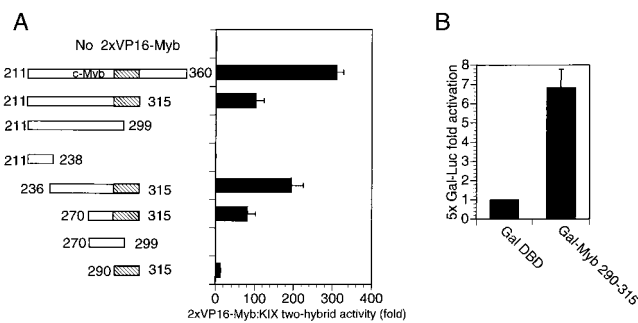 A
No 2xVP16-Myb
211 c-Myb 360
211 315
211 299
211 238
236 315
270 315
270 299
290 315
0 100 200 300 400
2xVP16-Myb:KIX two-hybrid activity (fold)
B
5x Gal-Luc fold activation
8
7
6
5
4
3
2
1
0
Gal DBD
Gal-Myb 290-315